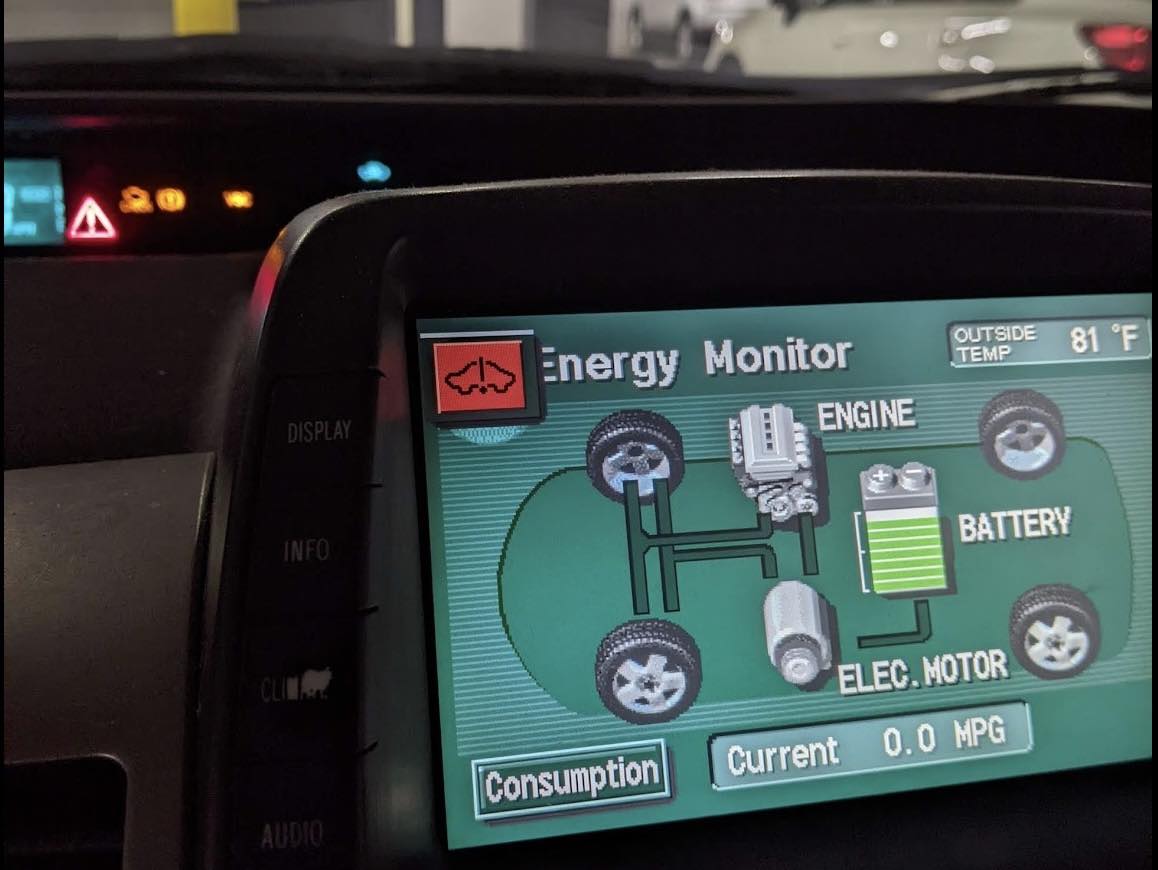 Energy Monitor
OUTSIDE
TEMP
81 °F
ENGINE
BATTERY
ELEC.MOTOR
Current 0.0 MPG
Consumption
DISPLAY
INFO
AUDIO